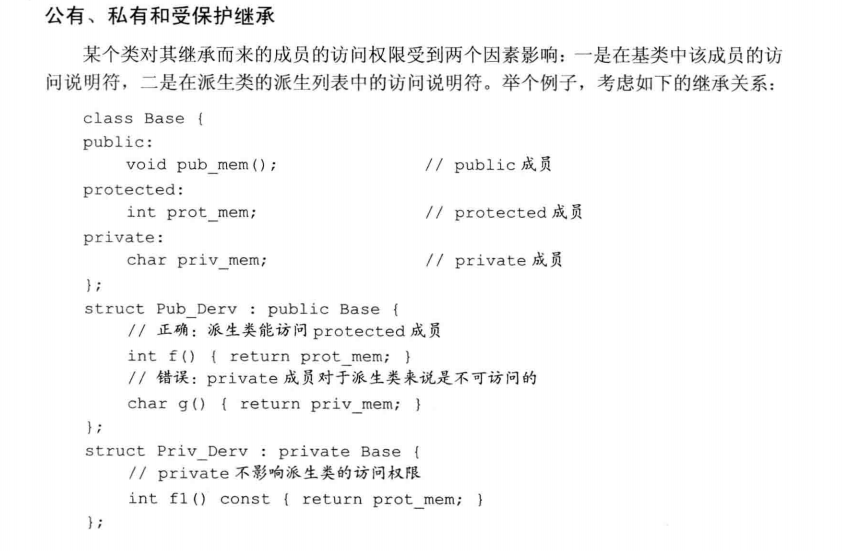 公有、私有和受保护继承
某个类对其继承而来的成员的访问权限受到两个因素影响：一是在基类中该成员的访
问说明符，二是在派生类的派生列表中的访问说明符。举个例子，考虑如下的继承关系：
class Base {
public:
    void pub_mem();    // public 成员
protected:
    int prot_mem;    // protected 成员
private:
    char priv_mem;    // private 成员
};
struct Pub_Derv : public Base {
    // 正确：派生类能访问 protected 成员
    int f() { return prot_mem; }
    // 错误：private 成员对于派生类来说是不可访问的
    char g() { return priv_mem; }
};
struct Priv_Derv : private Base {
    // private 不影响派生类的访问权限
    int f1() const { return prot_mem; }
};